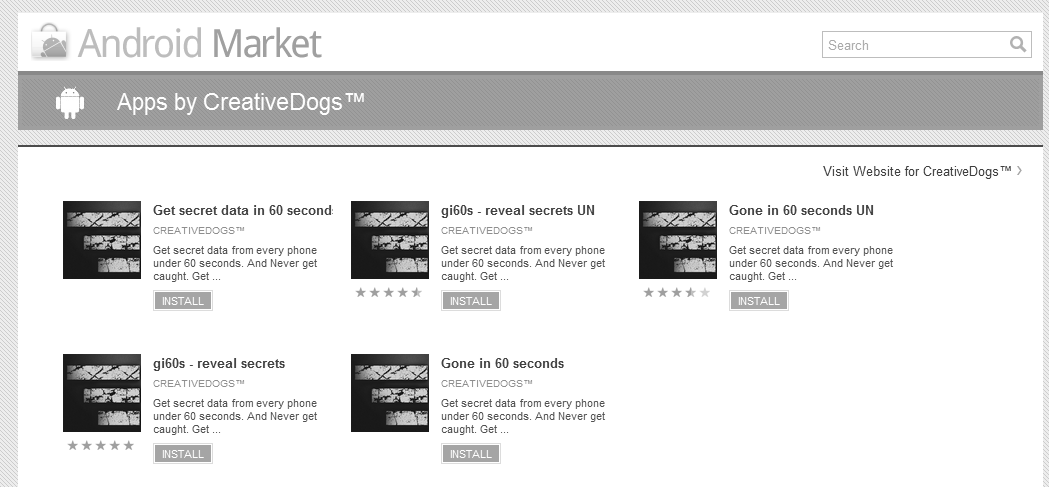 Android Market
Search
Apps by CreativeDogs™
Visit Website for CreativeDogs™ ›
Get secret data in 60 second
CREATIVEDOGS™
Get secret data from every phone
under 60 seconds. And Never get
caught. Get ...
INSTALL
gi60s - reveal secrets UN
CREATIVEDOGS™
Get secret data from every phone
under 60 seconds. And Never get
caught. Get ...
INSTALL
Gone in 60 seconds UN
CREATIVEDOGS™
Get secret data from every phone
under 60 seconds. And Never get
caught. Get ...
INSTALL
gi60s - reveal secrets
CREATIVEDOGS™
Get secret data from every phone
under 60 seconds. And Never get
caught. Get ...
INSTALL
Gone in 60 seconds
CREATIVEDOGS™
Get secret data from every phone
under 60 seconds. And Never get
caught. Get ...
INSTALL